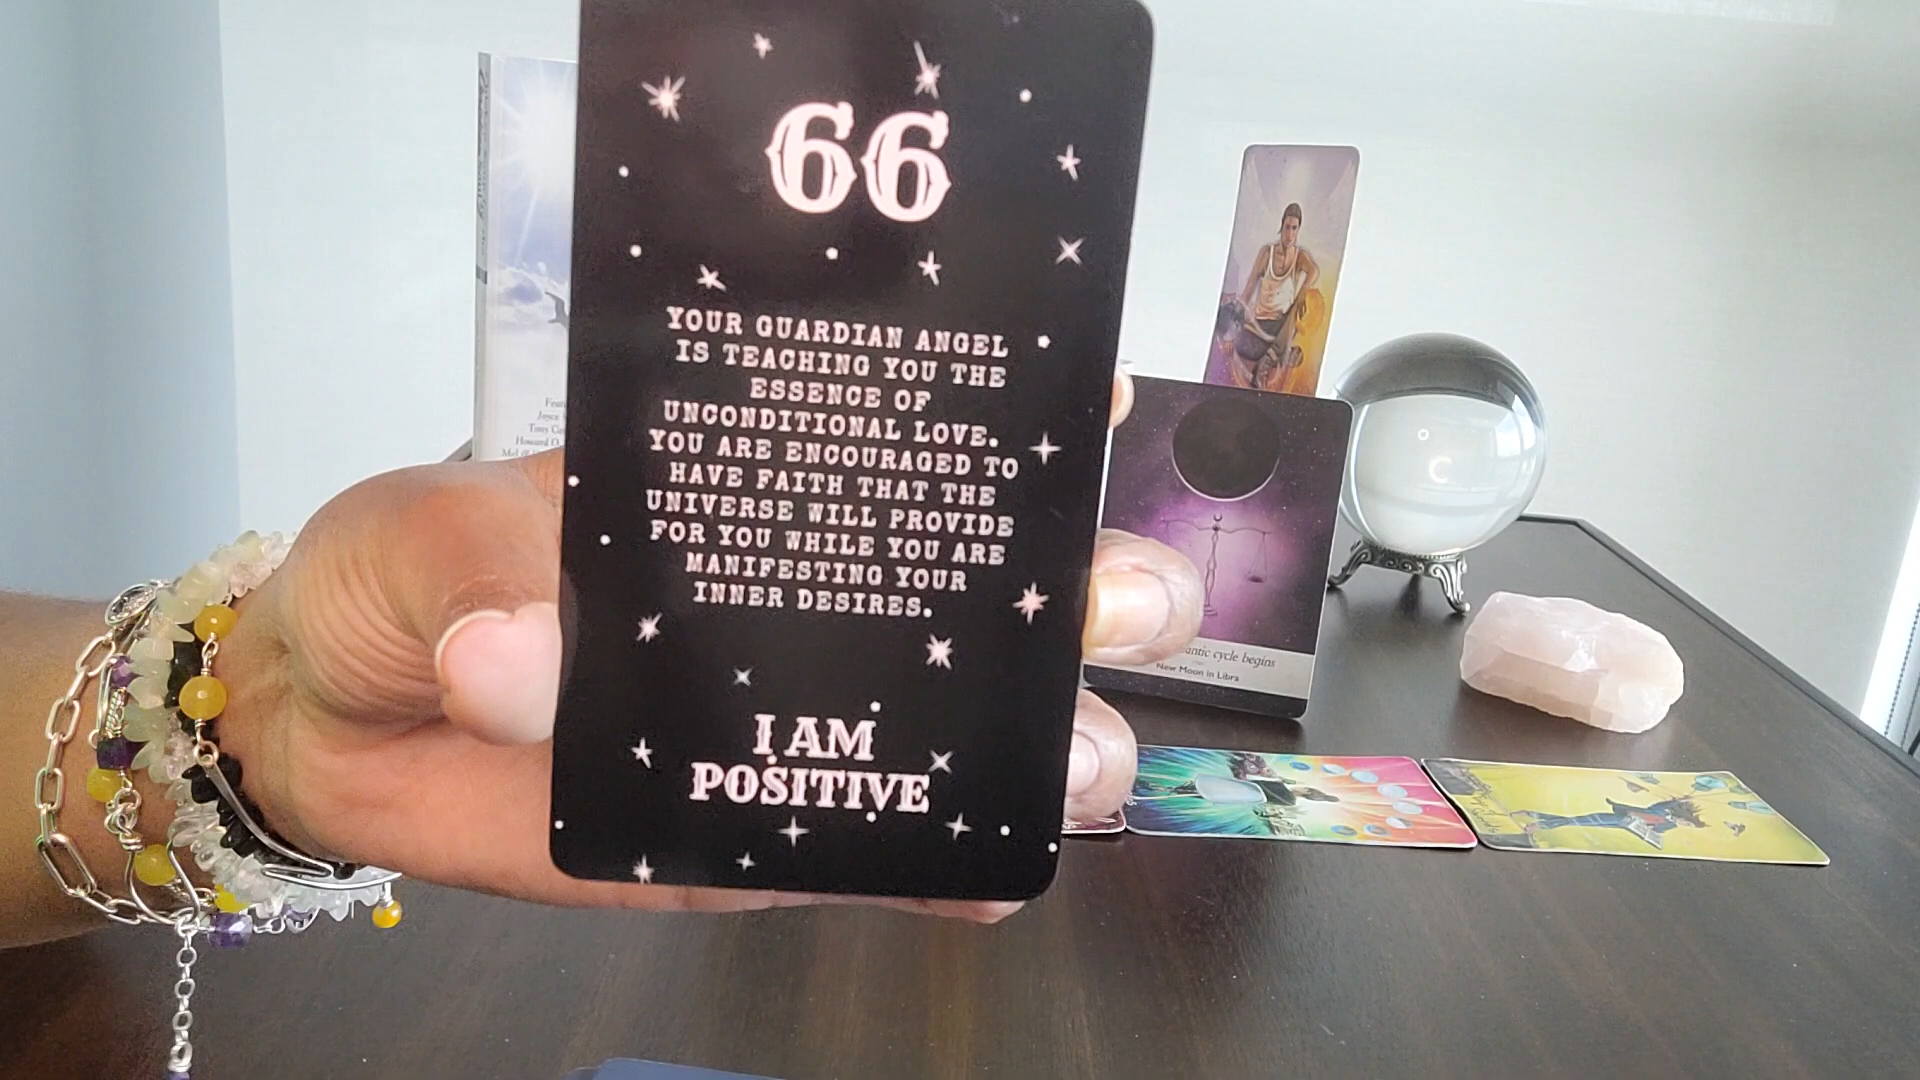 66
YOUR GUARDIAN ANGEL
IS TEACHING YOU THE
ESSENCE OF
UNCONDITIONAL LOVE.
YOU ARE ENCOURAGED TO
HAVE FAITH THAT THE
UNIVERSE WILL PROVIDE
FOR YOU WHILE YOU ARE
MANIFESTING YOUR
INNER DESIRES.
I AM
POSITIVE
cycle begins
New Moon in Libra